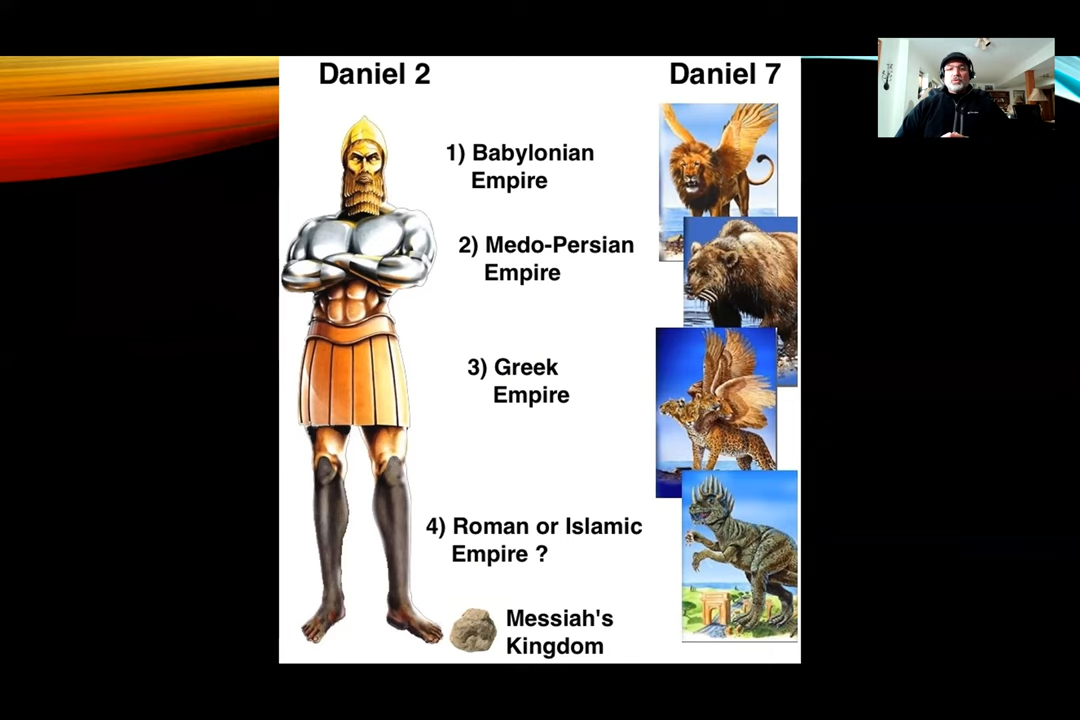 Daniel 2
Daniel 7
1) Babylonian
Empire
2) Medo-Persian
Empire
3) Greek
Empire
4) Roman or Islamic
Empire ?
Messiah's
Kingdom